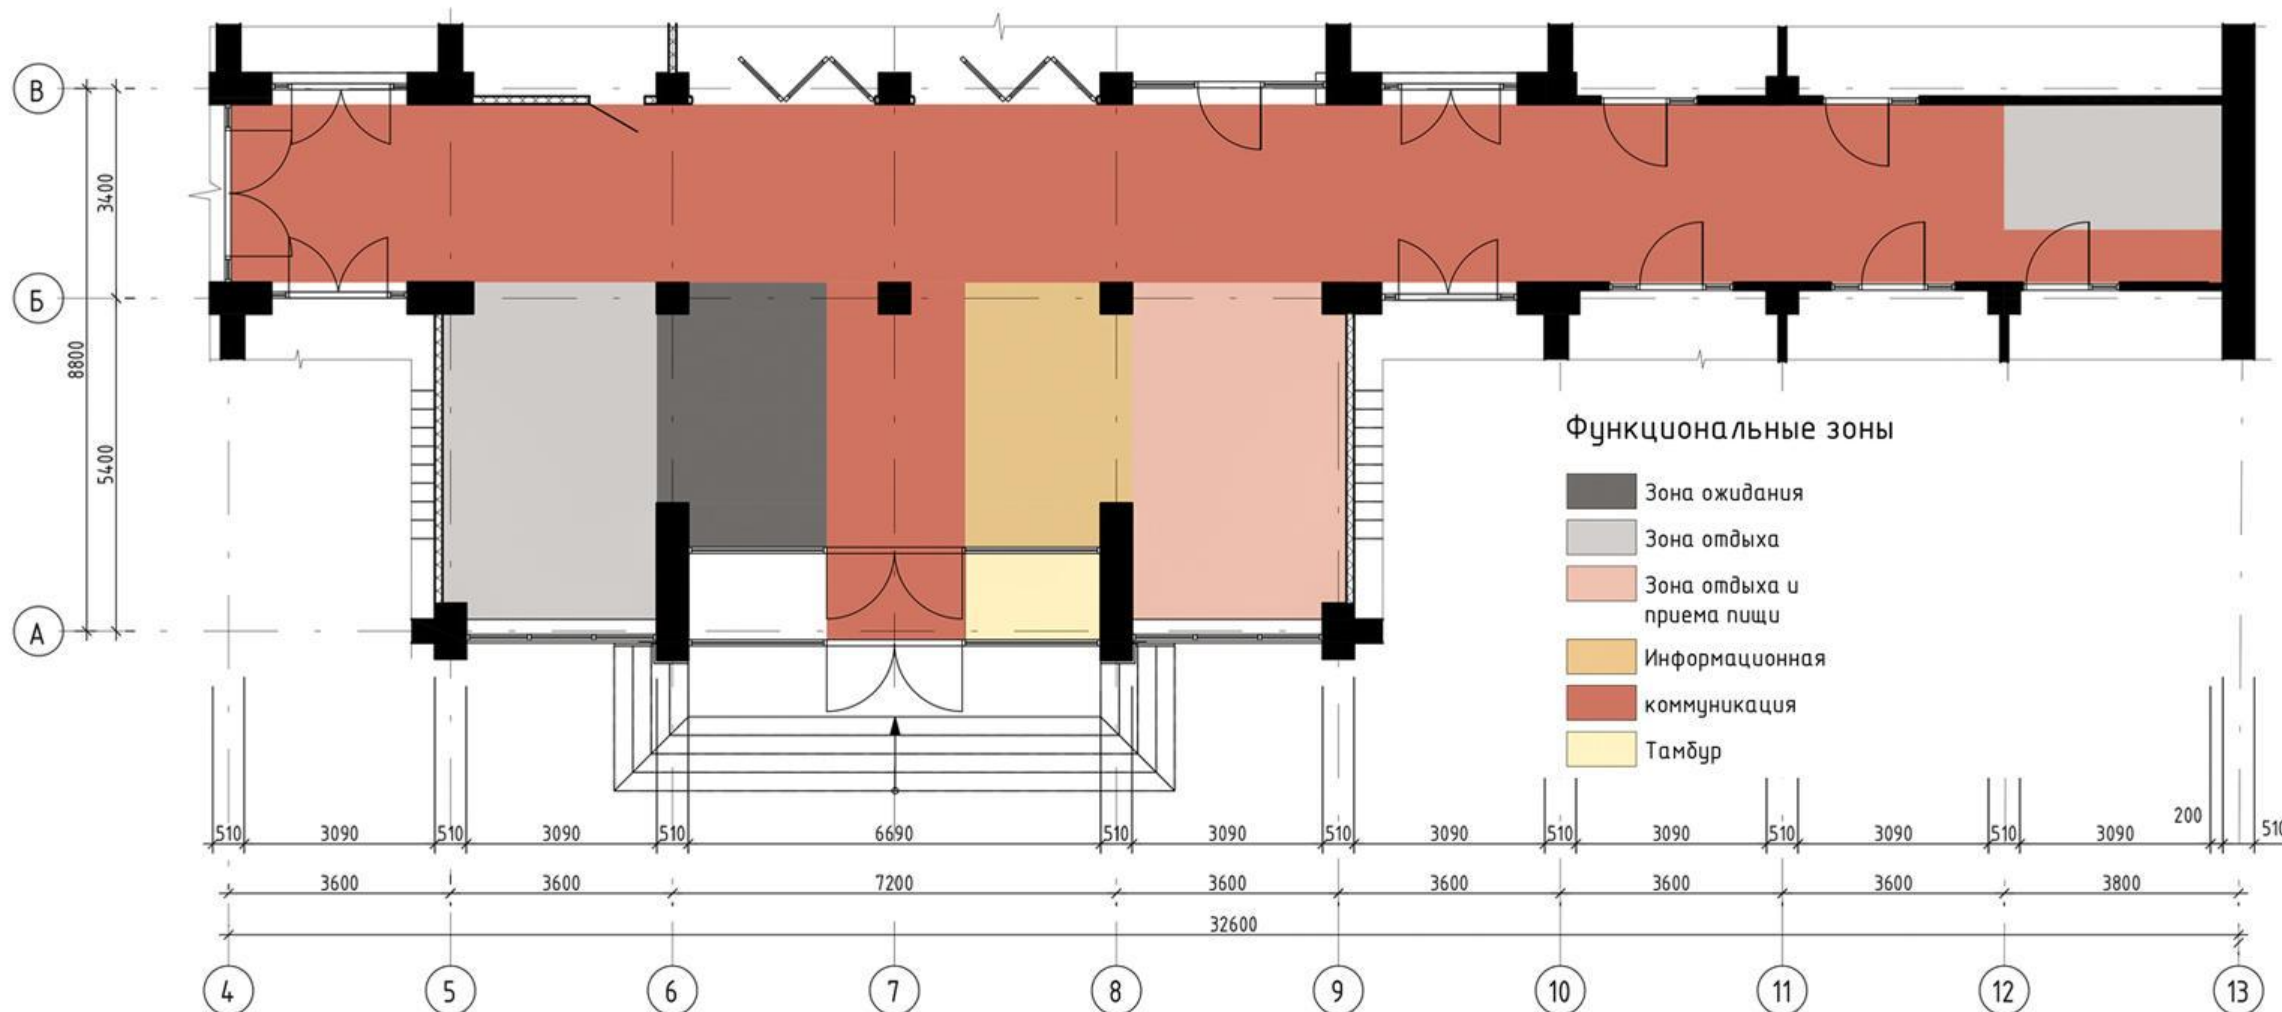 В
3400
Б
8800
5400
А
Функциональные зоны
Зона ожидания
Зона отдыха
Зона отдыха и
приема пищи
Информационная
коммуникация
Тамбур
510 3090 510 3090 510 6690 510 3090 510 3090 510 3090 510 3090 510 3090 200 510
3600 3600 7200 3600 3600 3600 3600 3800
32600
4 5 6 7 8 9 10 11 12 13